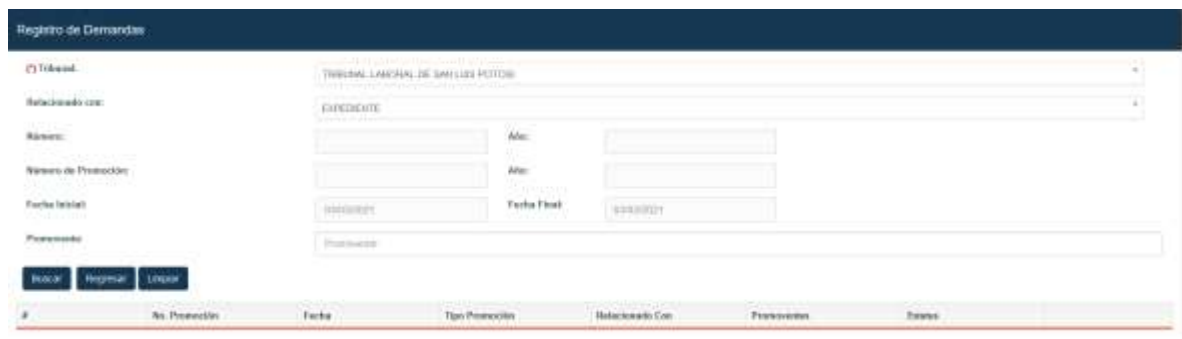 Registro de Demandas
(*) Tribunal:
TRIBUNAL LABORAL DE SAN LUIS POTOSI
Relacionado con:
EXPEDIENTE
Número: Año:
Número de Promoción: Año:
Fecha Inicial: Fecha Final:
Promovente:
Promovente
Buscar Regresar Limpiar
# No. Promoción Fecha Tipo Promoción Relacionado Con Promoventes Estatus